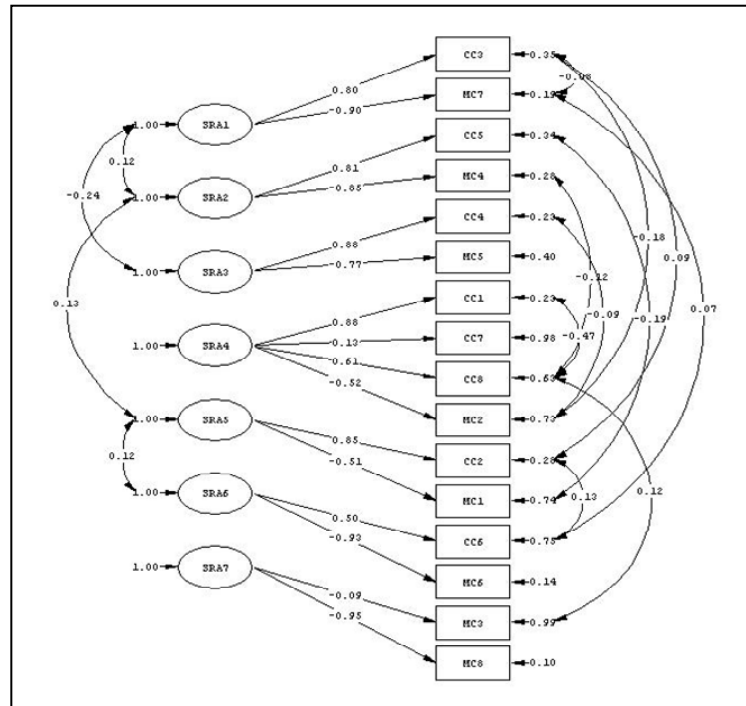 CC3 0.35
-0.08
0.80
MC7 0.19
-0.90
1.00 SRA1
CC5 0.34
0.12
0.81
MC4 0.28
-0.85
-0.24
1.00 SRA2
CC4 0.23
-0.18
0.88
0.09
MC5 0.40
-0.77
1.00 SRA3
-0.12
CC1 0.23
0.13
0.88
-0.09
0.07
-0.19
CC7 0.98
0.13
-0.47
1.00 SRA4
0.61
CC8 0.63
-0.52
MC2 0.73
1.00 SRA5
0.85
CC2 0.28
0.12
-0.51
MC1 0.74
0.13
0.12
1.00 SRA6
0.50
CC6 0.75
-0.93
MC6 0.14
1.00 SRA7
-0.09
MC3 0.99
-0.95
MC8 0.10